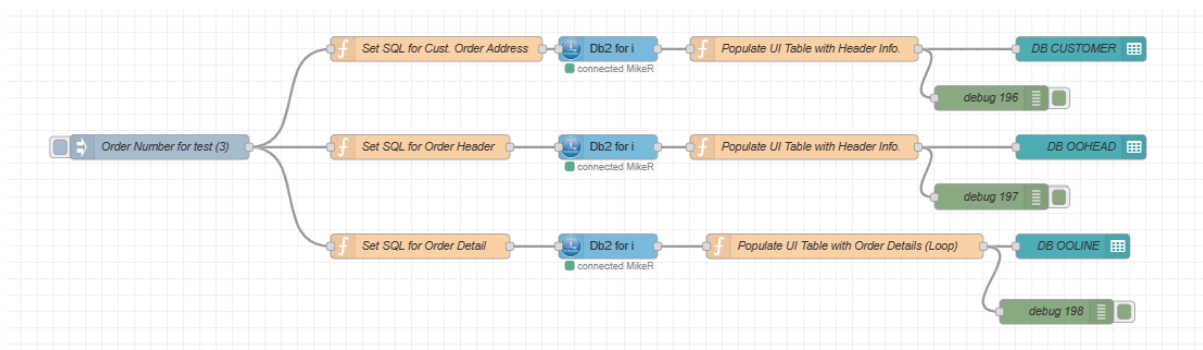 Set SQL for Cust. Order Address
Db2 for i
Populate UI Table with Header Info.
DB CUSTOMER
connected MikeR
debug 196
Order Number for test (3)
Set SQL for Order Header
Db2 for i
Populate UI Table with Header Info.
DB OOHEAD
connected MikeR
debug 197
Set SQL for Order Detail
Db2 for i
Populate UI Table with Order Details (Loop)
DB OOLINE
connected MikeR
debug 198